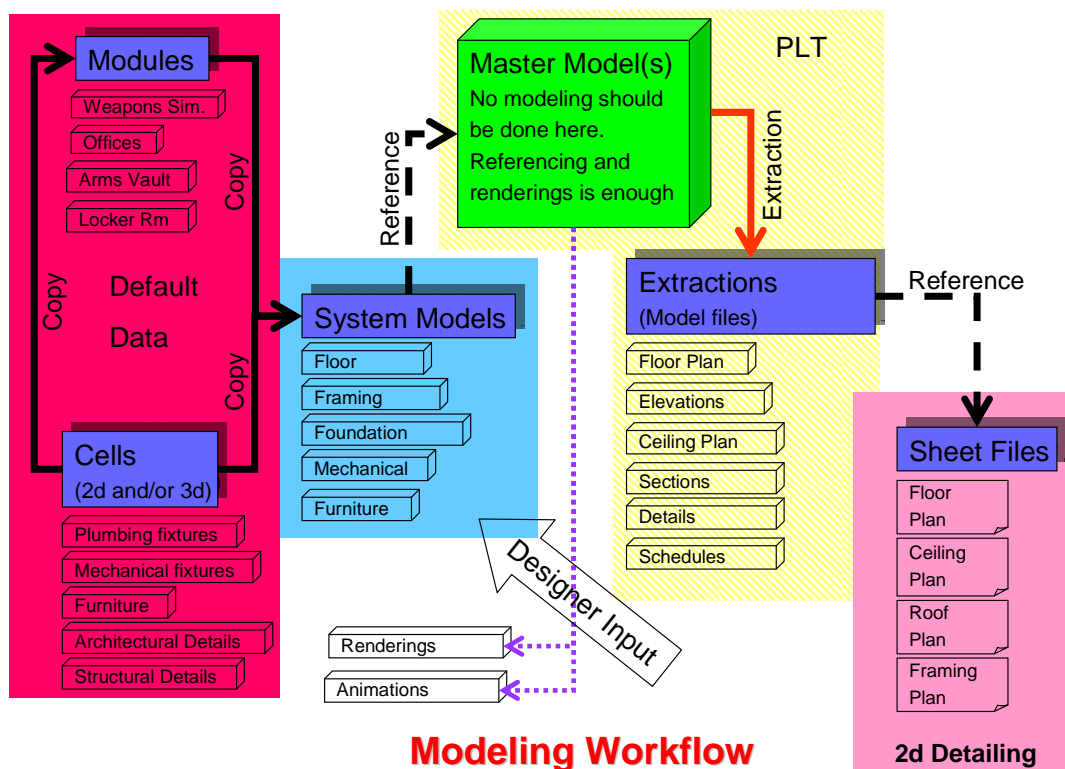 Modules
Weapons Sim.
Offices
Arms Vault
Locker Rm
Copy
Copy
Default
Data
Copy
Cells
(2d and/or 3d)
Plumbing fixtures
Mechanical fixtures
Furniture
Architectural Details
Structural Details
System Models
Floor
Framing
Foundation
Mechanical
Furniture
Reference
Master Model(s)
No modeling should
be done here.
Referencing and
renderings is enough
PLT
Extraction
Extractions
(Model files)
Floor Plan
Elevations
Ceiling Plan
Sections
Details
Schedules
Reference
Sheet Files
Floor
Plan
Ceiling
Plan
Roof
Plan
Framing
Plan
2d Detailing
Designer Input
Renderings
Animations
Modeling Workflow